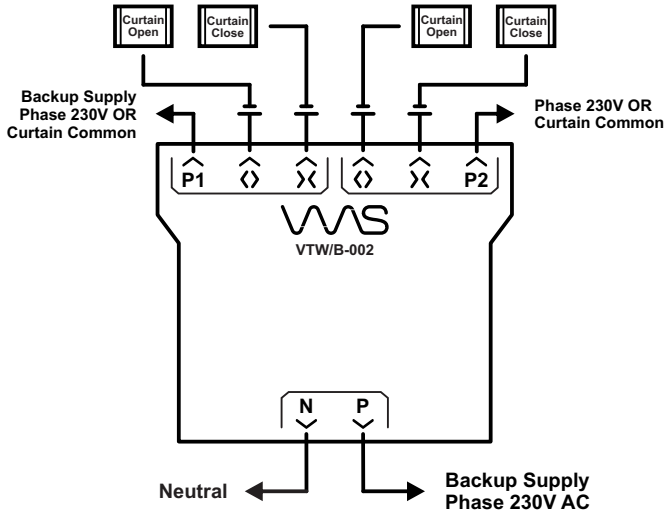 Curtain
Open
Curtain
Close
Curtain
Open
Curtain
Close
Backup Supply
Phase 230V OR
Curtain Common
Phase 230V OR
Curtain Common
P1
P2
VTW/B-002
N
P
Neutral
Backup Supply
Phase 230V AC